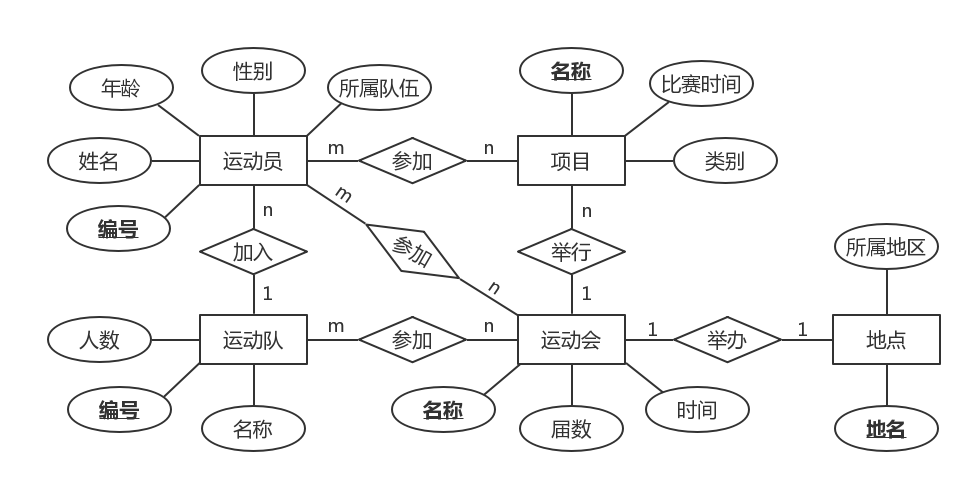 性别
名称
年龄
所属队伍
比赛时间
姓名
运动员
m
参加
n
项目
类别
编号
m
n
n
加入
参加
举行
所属地区
1
n
1
人数
运动队
m
参加
n
运动会
1
举办
1
地点
编号
名称
时间
名称
届数
地名